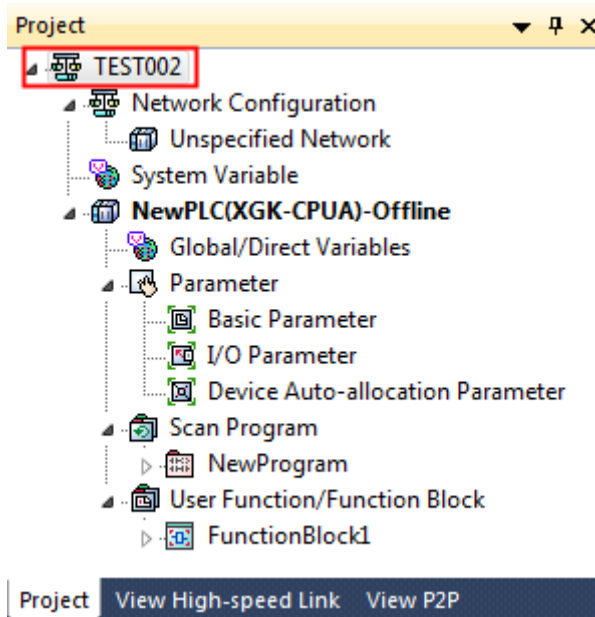 Project
TEST002
Network Configuration
Unspecified Network
System Variable
NewPLC(XGK-CPUA)-Offline
Global/Direct Variables
Parameter
Basic Parameter
I/O Parameter
Device Auto-allocation Parameter
Scan Program
NewProgram
User Function/Function Block
FunctionBlock1
Project View High-speed Link View P2P